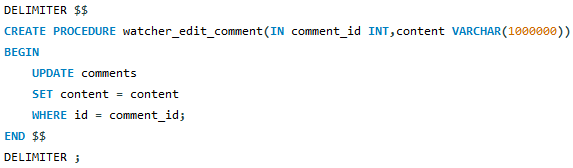 DELIMITER $$
CREATE PROCEDURE watcher_edit_comment(IN comment_id INT,content VARCHAR(1000000))
BEGIN
    UPDATE comments
    SET content = content
    WHERE id = comment_id;
END $$
DELIMITER ;